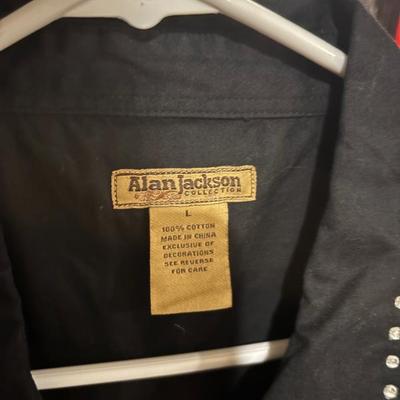 Alan Jackson
COLLECTION
L
100% COTTON
MADE IN CHINA
EXCLUSIVE OF
DECORATIONS
SEE REVERSE
FOR CARE